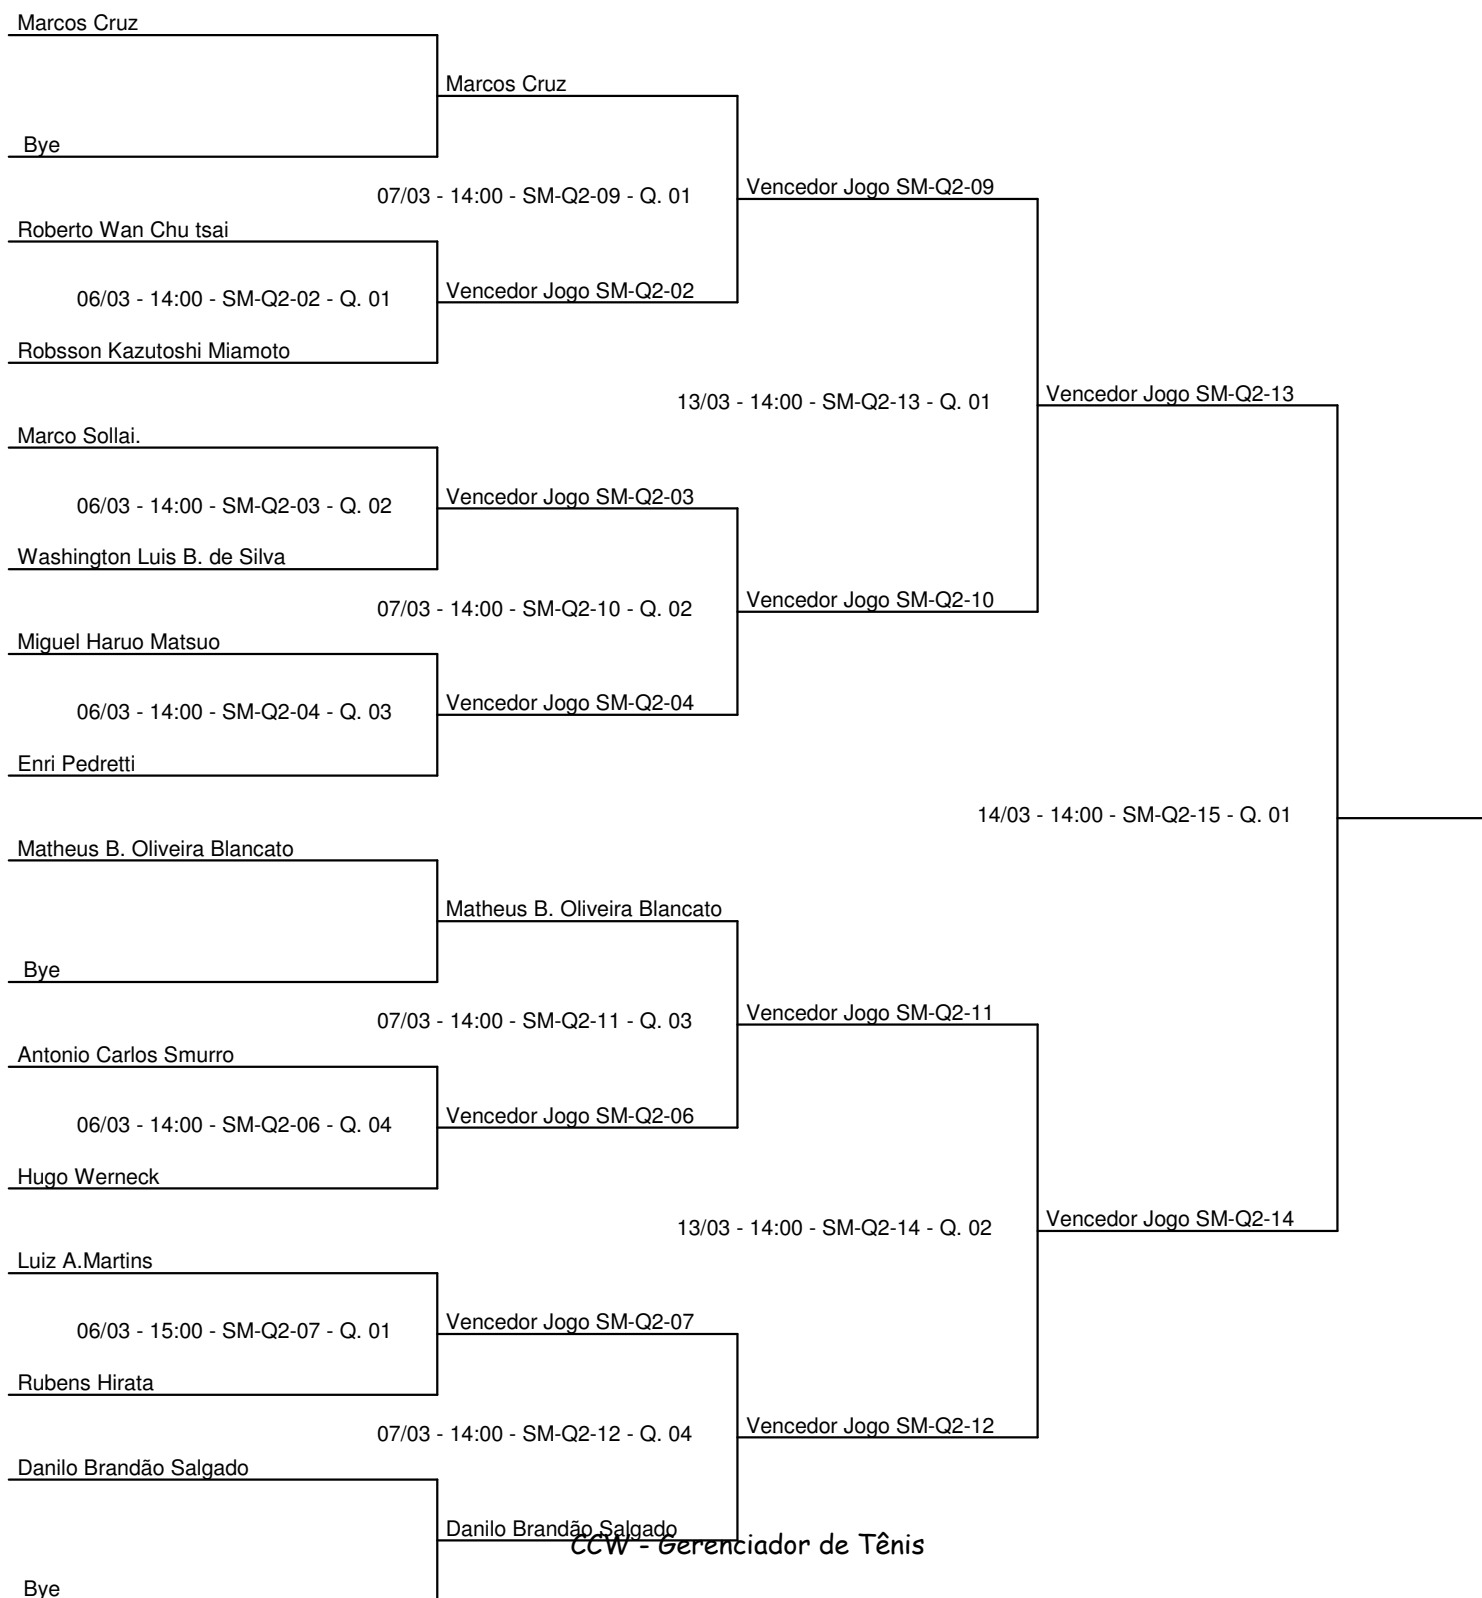 Marcos Cruz
Marcos Cruz
Bye
Vencedor Jogo SM-Q2-09
07/03 - 14:00 - SM-Q2-09 - Q. 01
Roberto Wan Chu tsai
Vencedor Jogo SM-Q2-02
06/03 - 14:00 - SM-Q2-02 - Q. 01
Robsson Kazutoshi Miamoto
Vencedor Jogo SM-Q2-13
13/03 - 14:00 - SM-Q2-13 - Q. 01
Marco Sollai.
Vencedor Jogo SM-Q2-03
06/03 - 14:00 - SM-Q2-03 - Q. 02
Washington Luis B. de Silva
Vencedor Jogo SM-Q2-10
07/03 - 14:00 - SM-Q2-10 - Q. 02
Miguel Haruo Matsuo
Vencedor Jogo SM-Q2-04
06/03 - 14:00 - SM-Q2-04 - Q. 03
Enri Pedretti
14/03 - 14:00 - SM-Q2-15 - Q. 01
Matheus B. Oliveira Blancato
Matheus B. Oliveira Blancato
Bye
Vencedor Jogo SM-Q2-11
07/03 - 14:00 - SM-Q2-11 - Q. 03
Antonio Carlos Smurro
Vencedor Jogo SM-Q2-06
06/03 - 14:00 - SM-Q2-06 - Q. 04
Hugo Werneck
Vencedor Jogo SM-Q2-14
13/03 - 14:00 - SM-Q2-14 - Q. 02
Luiz A.Martins
Vencedor Jogo SM-Q2-07
06/03 - 15:00 - SM-Q2-07 - Q. 01
Rubens Hirata
Vencedor Jogo SM-Q2-12
07/03 - 14:00 - SM-Q2-12 - Q. 04
Danilo Brandão Salgado
Danilo Brandão Salgado
CCW - Gerenciador de Tênis
Bye